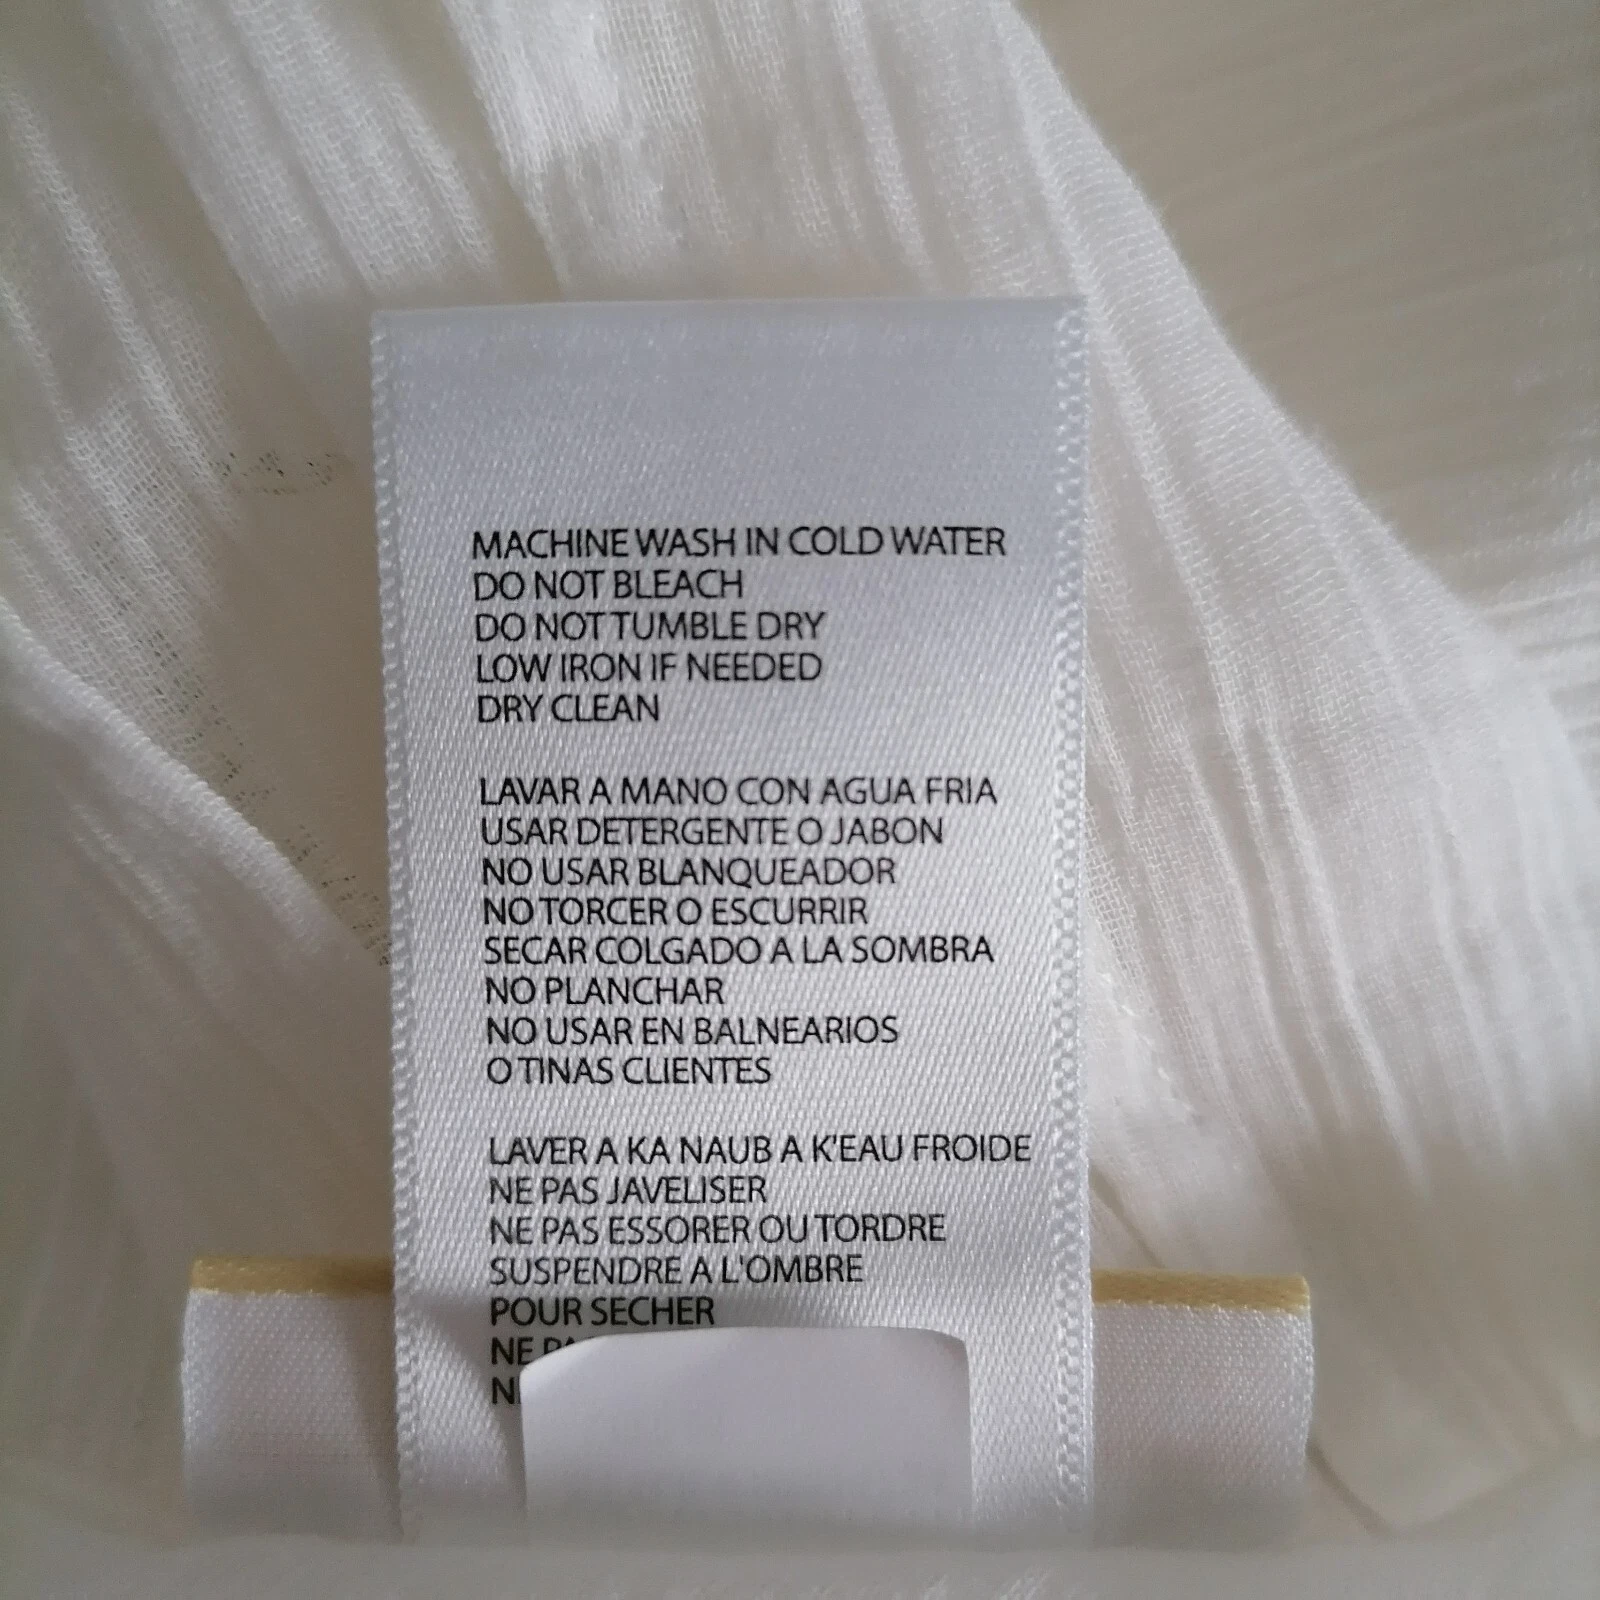 MACHINE WASH IN COLD WATER
DO NOT BLEACH
DO NOT TUMBLE DRY
LOW IRON IF NEEDED
DRY CLEAN
LAVAR A MANO CON AGUA FRIA
USAR DETERGENTE O JABON
NO USAR BLANQUEADOR
NO TORCER O ESCURRIR
SECAR COLGADO A LA SOMBRA
NO PLANCHAR
NO USAR EN BALNEARIOS
O TINAS CLIENTES
LAVER A KA NAUB A K'EAU FROIDE
NE PAS JAVELISER
NE PAS ESSORER OU TORDRE
SUSPENDRE A L'OMBRE
POUR SECHER
NE